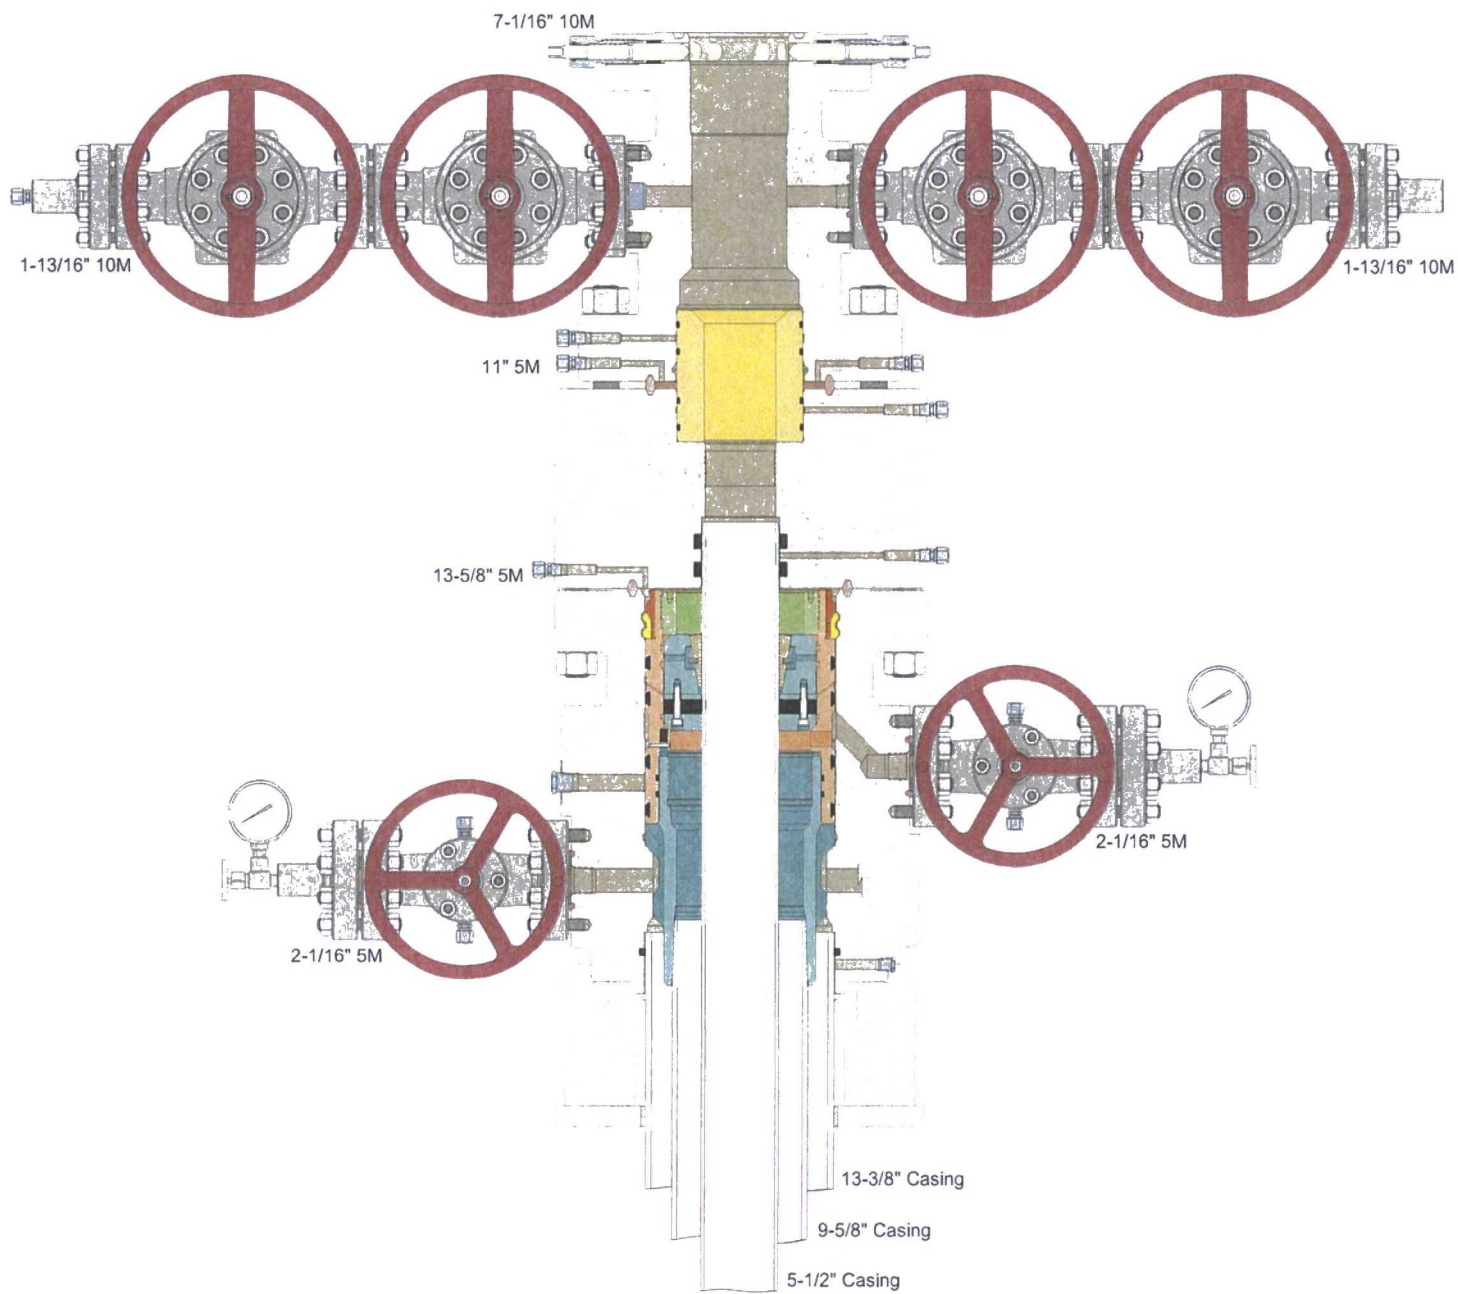 7-1/16" 10M
1-13/16" 10M
1-13/16" 10M
11" 5M
13-5/8" 5M
2-1/16" 5M
2-1/16" 5M
13-3/8" Casing
9-5/8" Casing
5-1/2" Casing